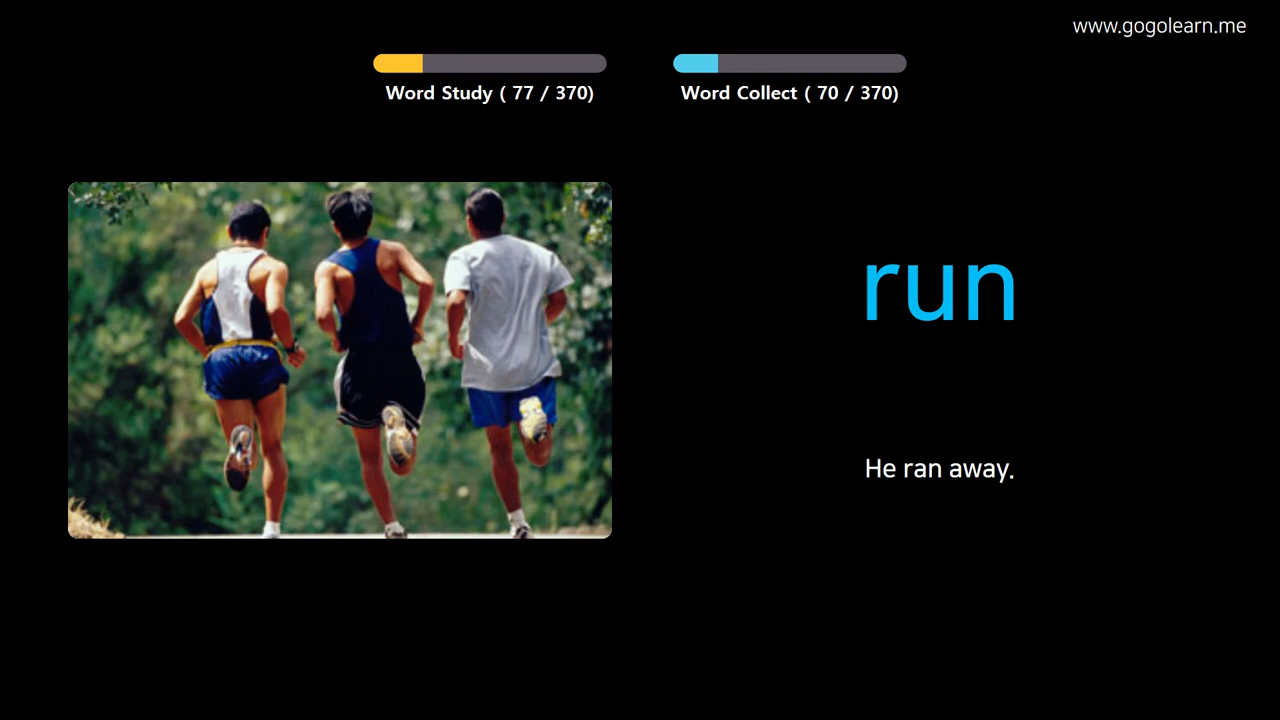 www.gogolearn.me
Word Study ( 77 / 370)
Word Collect ( 70 / 370)
run
He ran away.